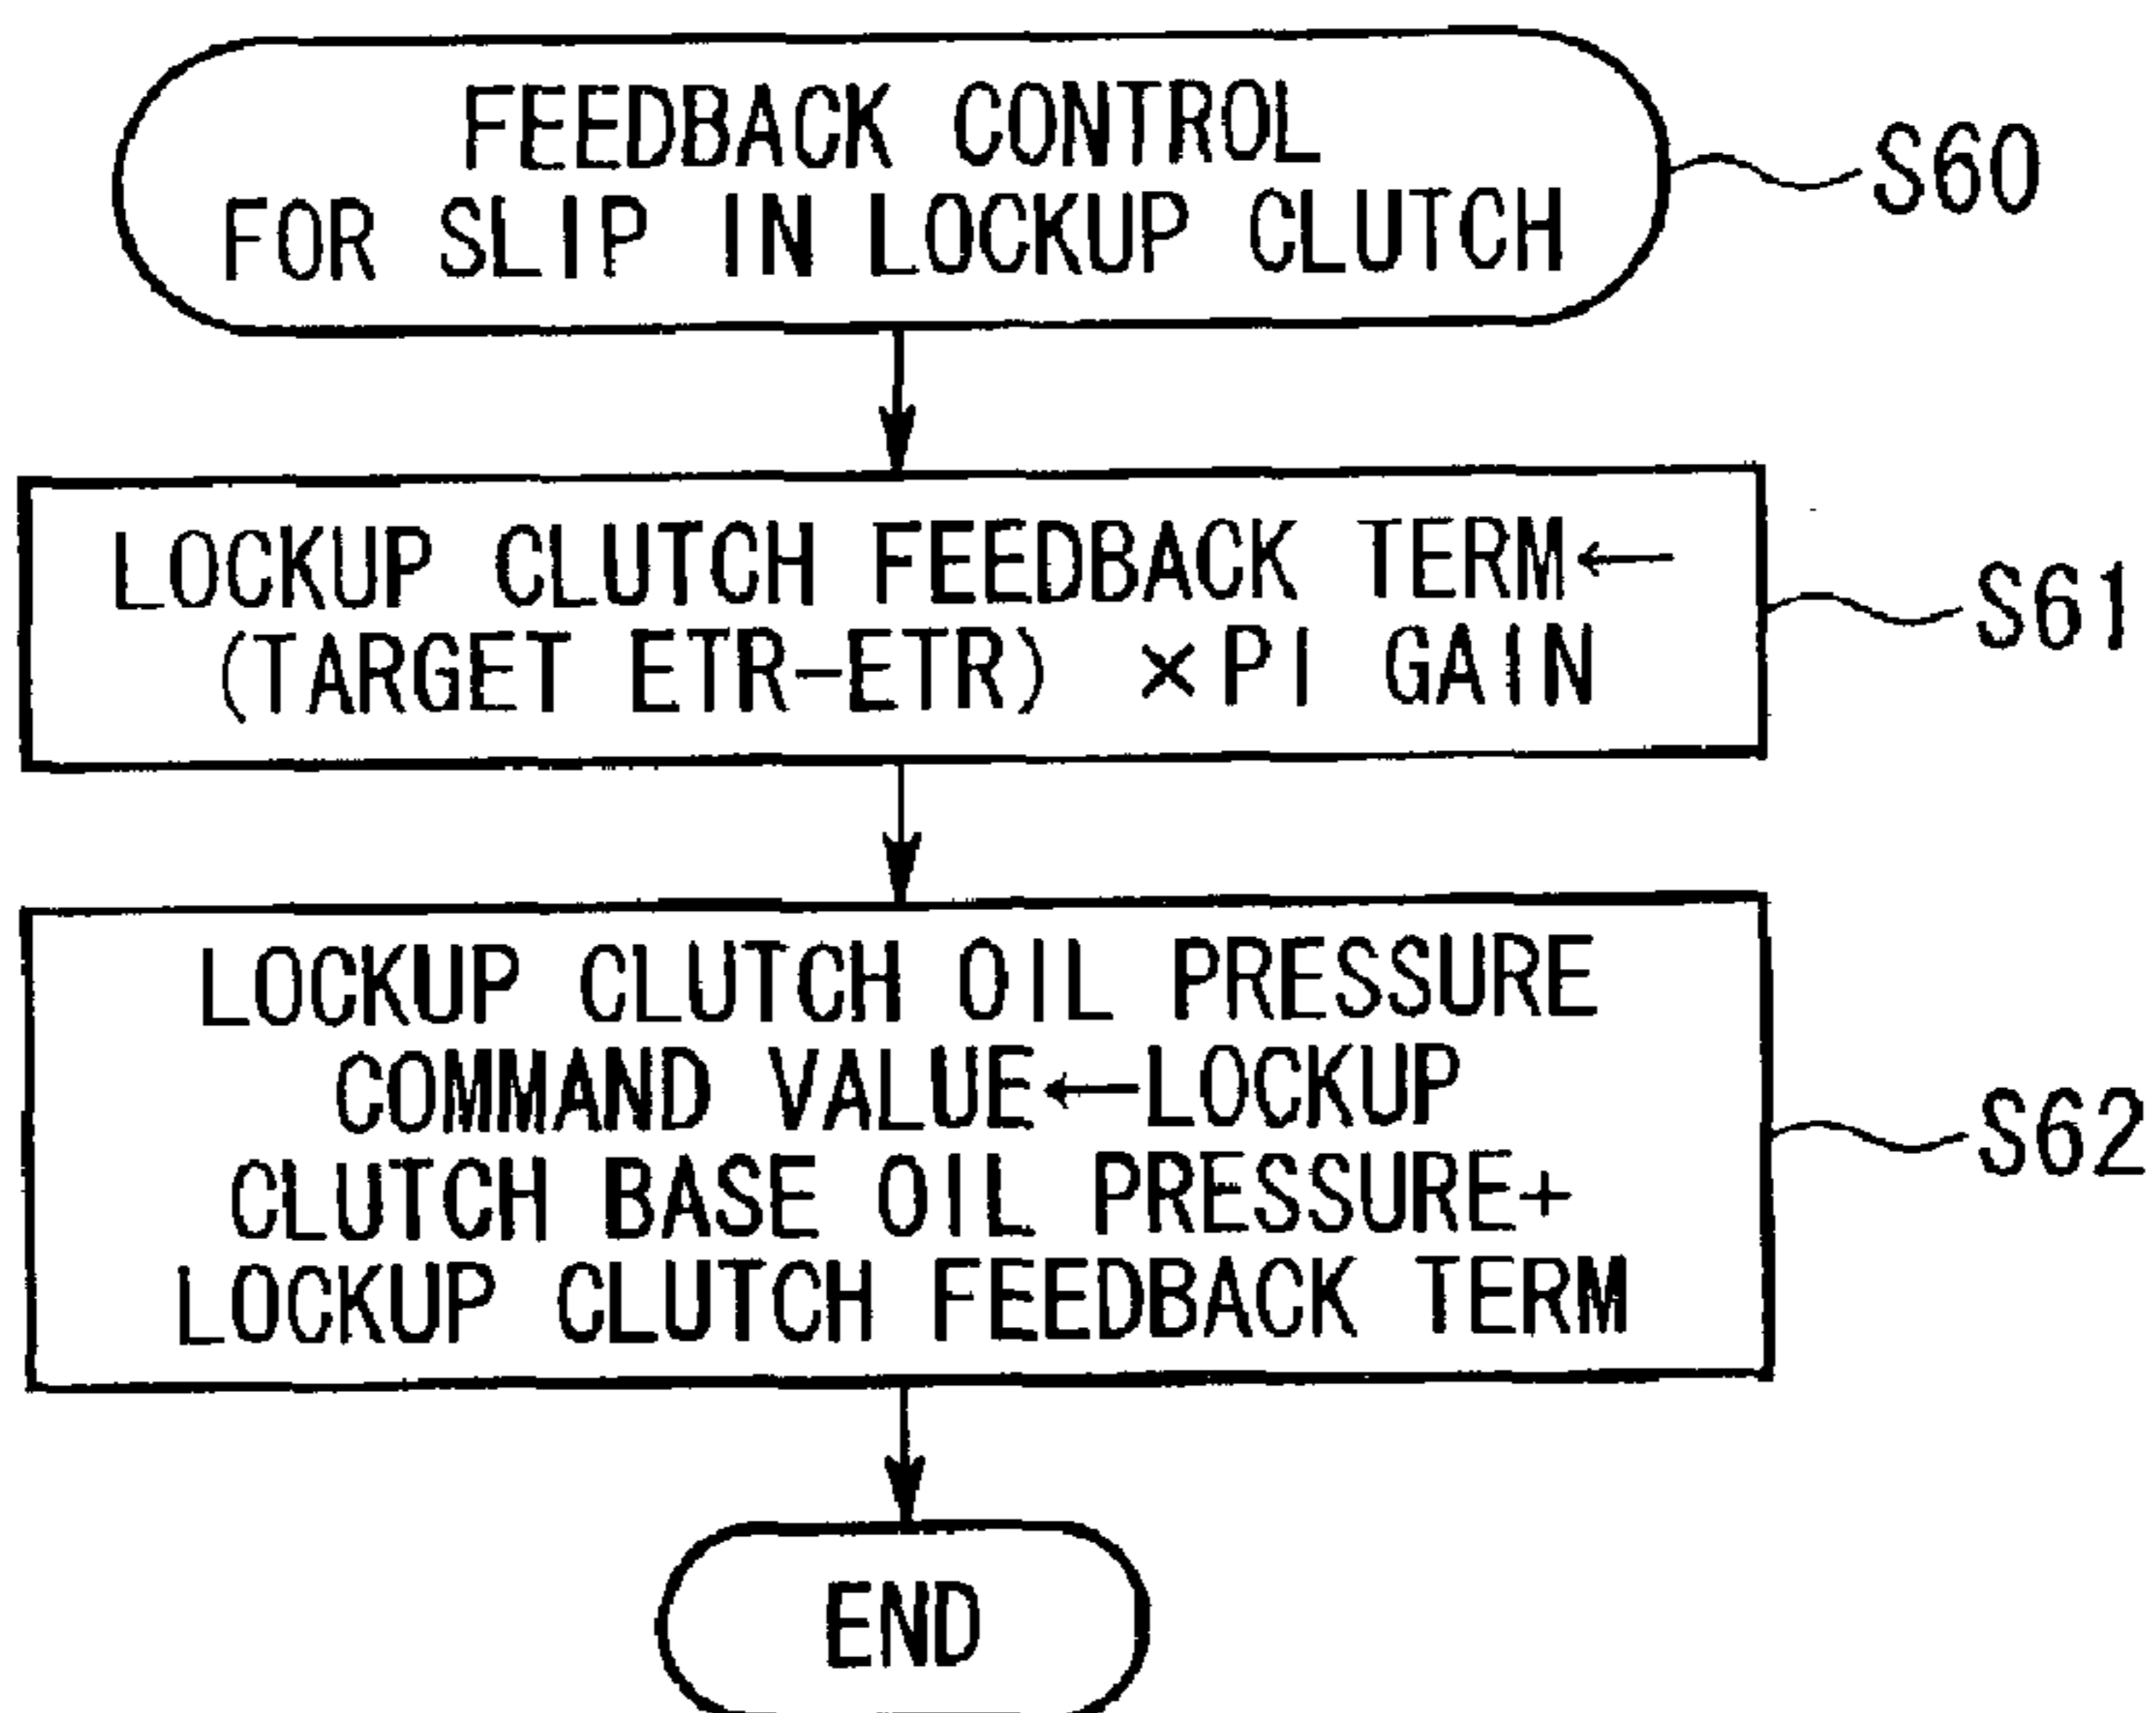 FEEDBACK CONTROL
FOR SLIP IN LOCKUP CLUTCH
S60
LOCKUP CLUTCH FEEDBACK TERM←
(TARGET ETR-ETR) ×PI GAIN
S61
LOCKUP CLUTCH OIL PRESSURE
COMMAND VALUE←LOCKUP
CLUTCH BASE OIL PRESSURE+
LOCKUP CLUTCH FEEDBACK TERM
S62
END